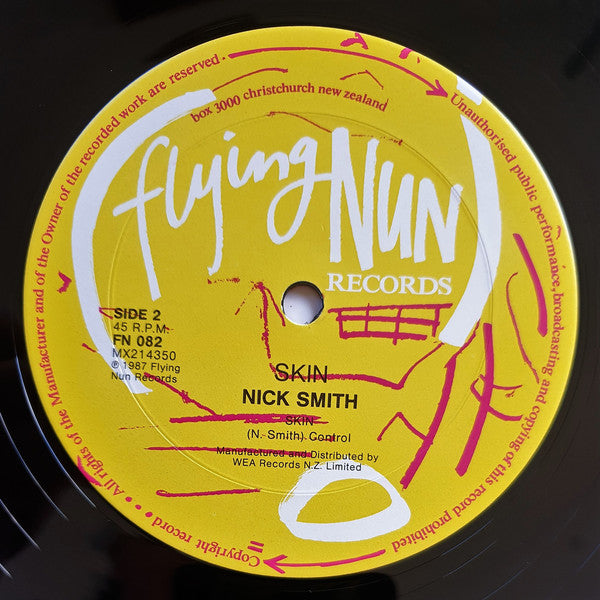 Copyright record . . . All rights of the Manufacturer and of the Owner of the recorded work are reserved.
Unauthorised public performance, broadcasting and copying of this record prohibited
box 3000 christchurch new zealand
flying NUN
RECORDS
SIDE 2
45 R.P.M.
FN 082
MX214350
℗ 1987 Flying
Nun Records
SKIN
NICK SMITH
SKIN
(N. Smith) Control
Manufactured and Distributed by
WEA Records N.Z. Limited